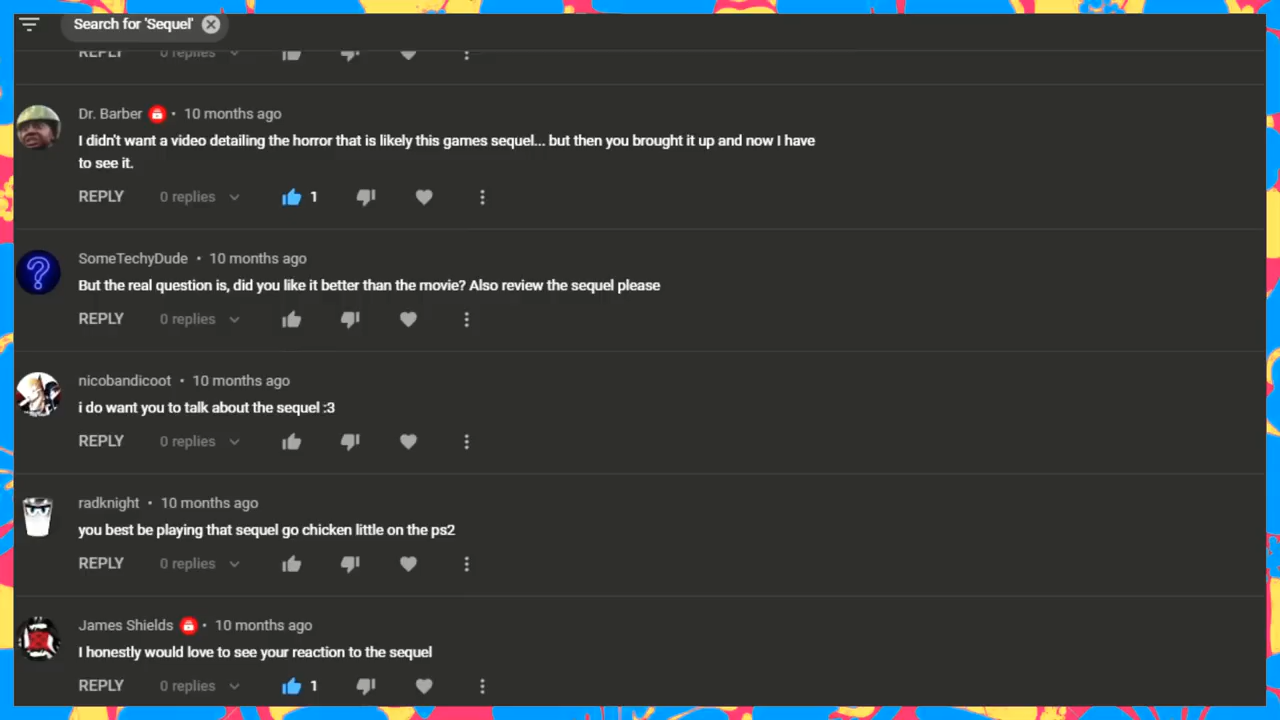 Search for 'Sequel'
REPLY 0 replies
Dr. Barber • 10 months ago
I didn't want a video detailing the horror that is likely this games sequel... but then you brought it up and now I have
to see it.
REPLY 0 replies 1
SomeTechyDude • 10 months ago
But the real question is, did you like it better than the movie? Also review the sequel please
REPLY 0 replies
nicobandicoot • 10 months ago
i do want you to talk about the sequel :3
REPLY 0 replies
radknight • 10 months ago
you best be playing that sequel go chicken little on the ps2
REPLY 0 replies
James Shields • 10 months ago
I honestly would love to see your reaction to the sequel
REPLY 0 replies 1